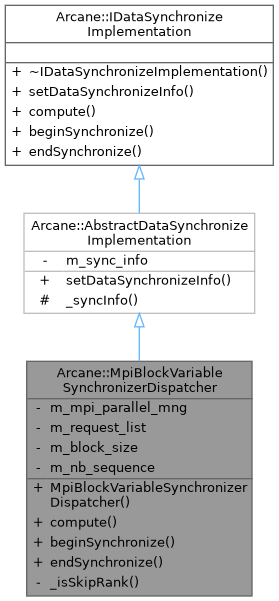 Arcane::IDataSynchronize
Implementation
+ ~IDataSynchronizeImplementation()
+ setDataSynchronizeInfo()
+ compute()
+ beginSynchronize()
+ endSynchronize()
Arcane::AbstractDataSynchronize
Implementation
- m_sync_info
+ setDataSynchronizeInfo()
# _syncInfo()
Arcane::MpiBlockVariable
SynchronizerDispatcher
- m_mpi_parallel_mng
- m_request_list
- m_block_size
- m_nb_sequence
+ MpiBlockVariableSynchronizer
Dispatcher()
+ compute()
+ beginSynchronize()
+ endSynchronize()
- _isSkipRank()